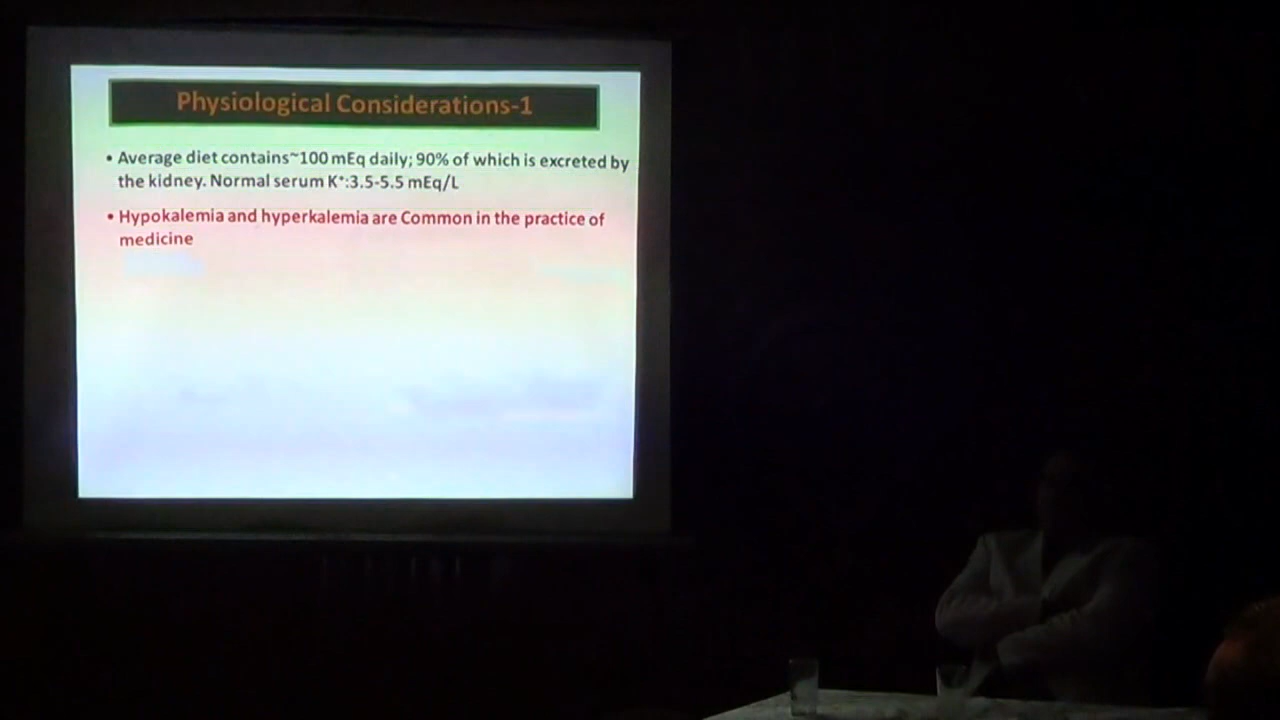 Physiological Considerations-1
• Average diet contains~100 mEq daily; 90% of which is excreted by
the kidney. Normal serum K⁺:3.5-5.5 mEq/L
• Hypokalemia and hyperkalemia are Common in the practice of
medicine